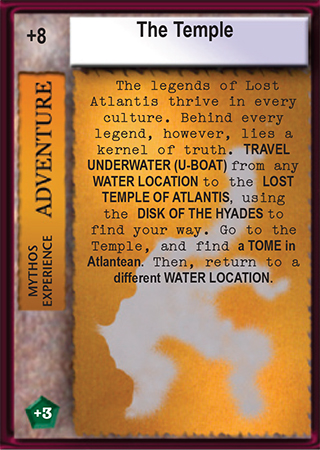 +8
The Temple
MYTHOS
EXPERIENCE
ADVENTURE
The legends of Lost
Atlantis thrive in every
culture. Behind every
legend, however, lies a
kernel of truth. TRAVEL
UNDERWATER (U-BOAT) from any
WATER LOCATION to the LOST
TEMPLE OF ATLANTIS, using
the DISK OF THE HYADES to
find your way. Go to the
Temple, and find a TOME in
Atlantean. Then, return to a
different WATER LOCATION.
+3